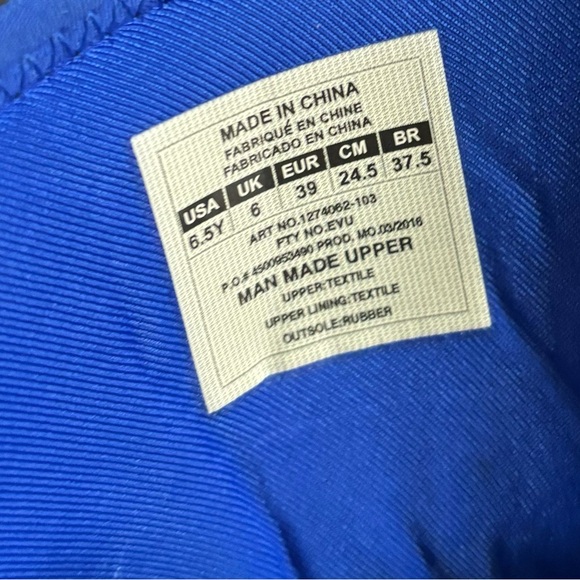 MADE IN CHINA
FABRIQUÉ EN CHINE
FABRICADO EN CHINA
USA UK EUR CM BR
6.5Y 6 39 24.5 37.5
ART NO.1274062-103
FTY NO.EVU
P.O.# 4500953490 PROD. MO.03/2016
MAN MADE UPPER
UPPER:TEXTILE
UPPER LINING:TEXTILE
OUTSOLE:RUBBER